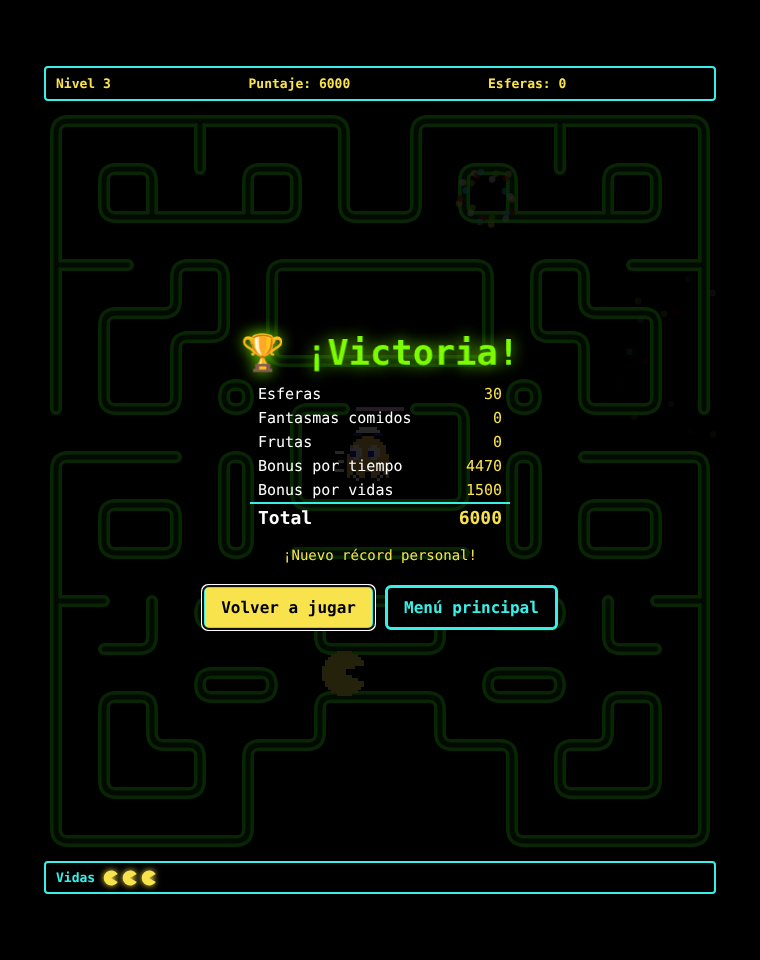 Nivel 3 Puntaje: 6000 Esferas: 0
🏆 ¡Victoria!
Esferas 30
Fantasmas comidos 0
Frutas 0
Bonus por tiempo 4470
Bonus por vidas 1500
Total 6000
¡Nuevo récord personal!
Volver a jugar Menú principal
Vidas